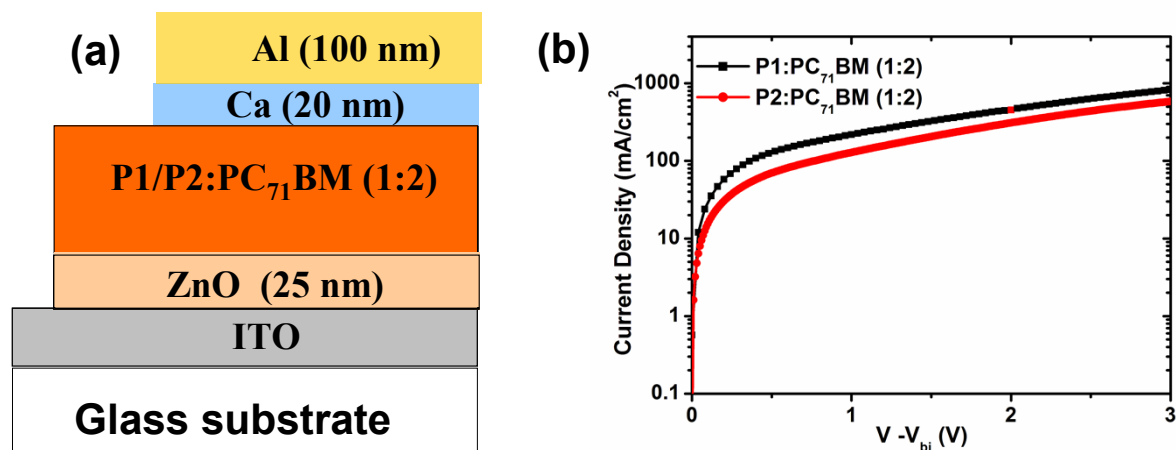 (a)
Al (100 nm)
Ca (20 nm)
P1/P2:PC₇₁BM (1:2)
ZnO (25 nm)
ITO
Glass substrate
(b)
P1:PC₇₁BM (1:2)
P2:PC₇₁BM (1:2)
Current Density (mA/cm²)
1000
100
10
1
0.1
0 1 2 3
V -V_bi (V)